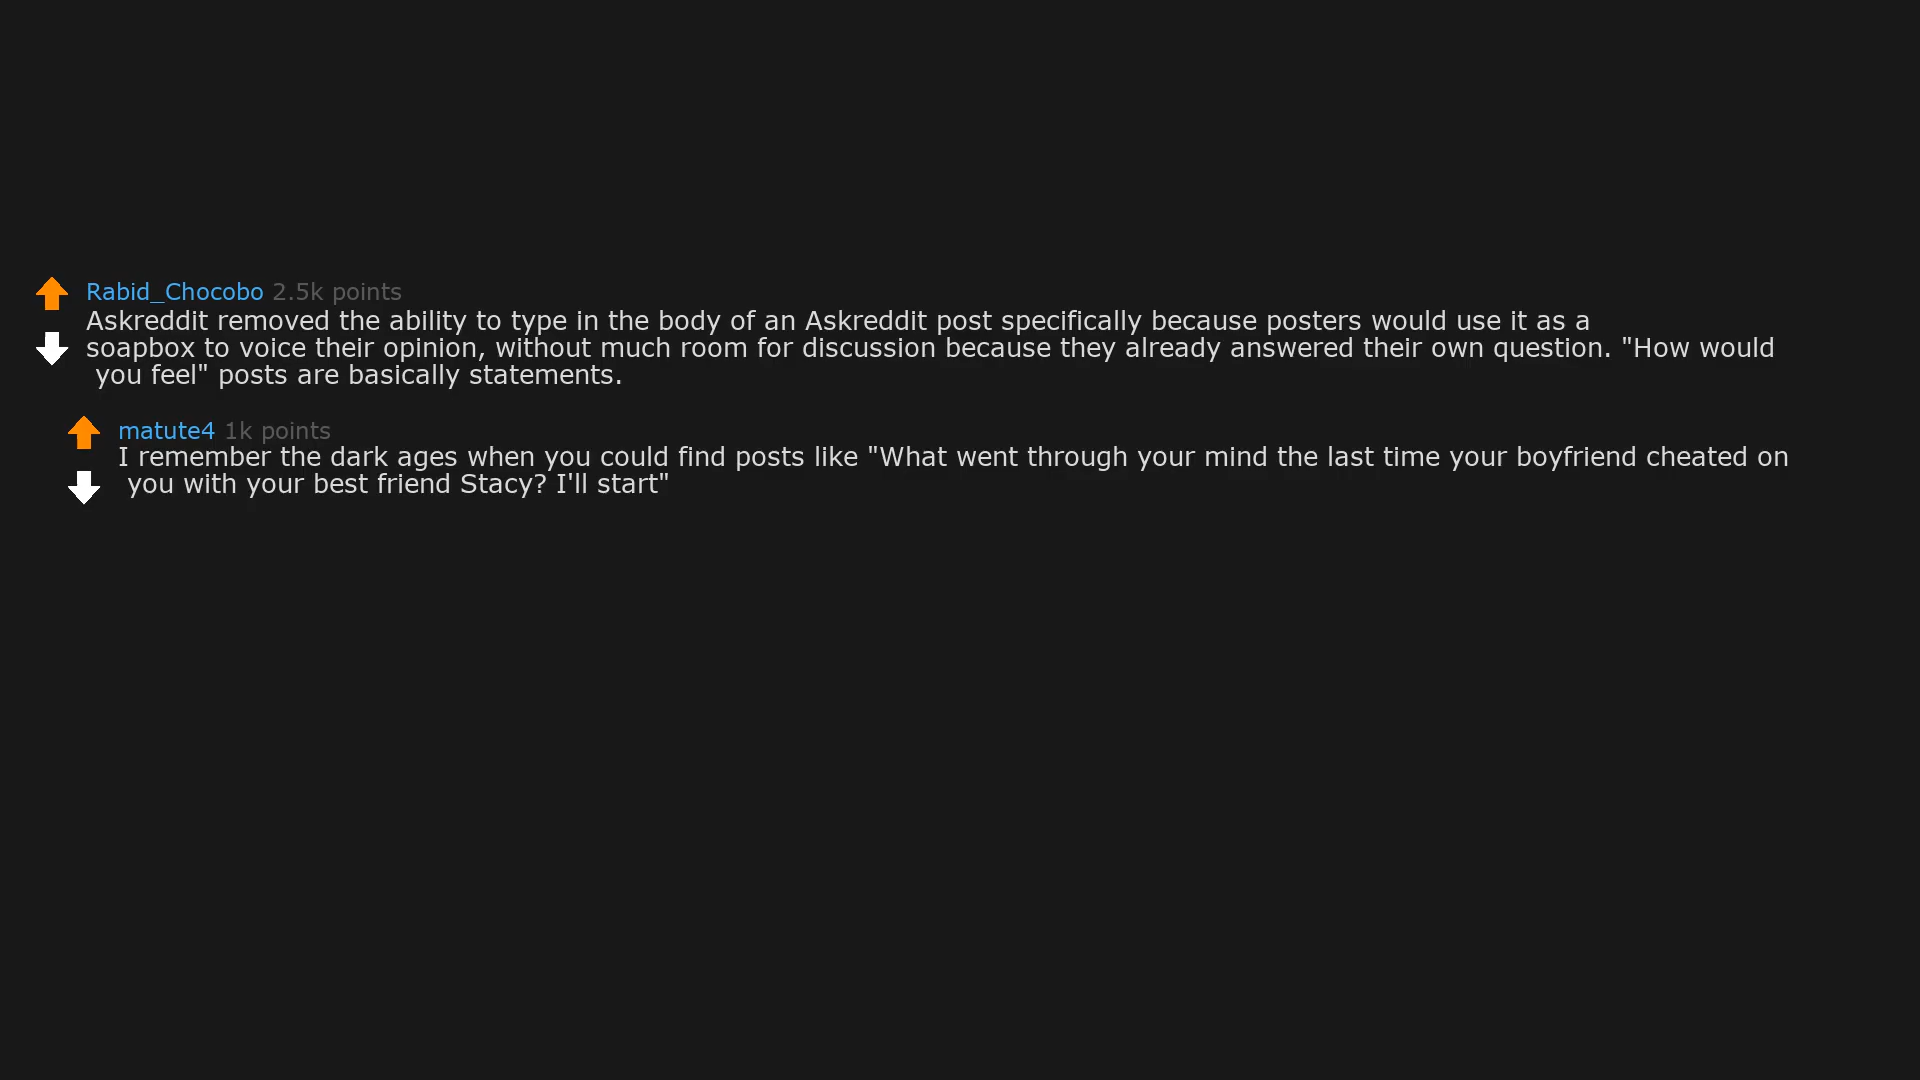 Rabid_Chocobo 2.5k points
Askreddit removed the ability to type in the body of an Askreddit post specifically because posters would use it as a
soapbox to voice their opinion, without much room for discussion because they already answered their own question. "How would
you feel" posts are basically statements.
matute4 1k points
I remember the dark ages when you could find posts like "What went through your mind the last time your boyfriend cheated on
you with your best friend Stacy? I'll start"